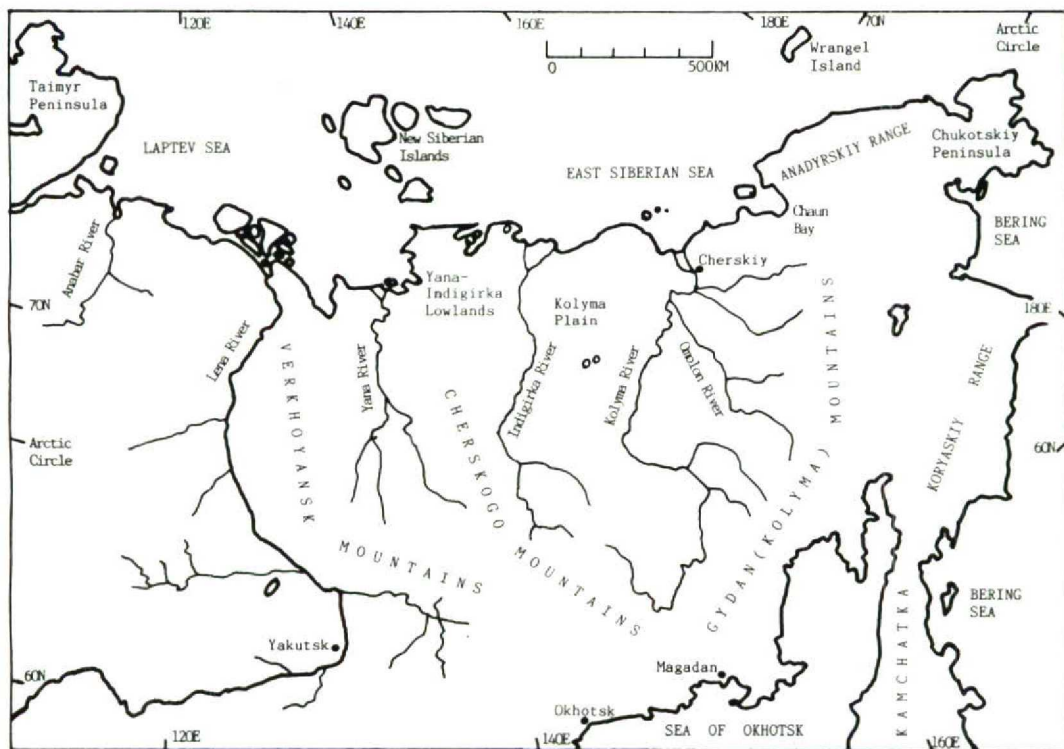 120E
140E
160E
180E
70N
Arctic
Circle
Wrangel
Island
0
500KM
Taimyr
Peninsula
LAPTEV SEA
New Siberian
Islands
EAST SIBERIAN SEA
ANADYRSKIY RANGE
Chukotskiy
Peninsula
Chaun
Bay
BERING
SEA
Anabar River
Cherskiy
Yana-
Indigirka
Lowlands
Kolyma
Plain
70N
180E
Lena River
VERKHOYANSK
MOUNTAINS
Yana River
CHERSKOGO MOUNTAINS
Indigirka River
Kolyma River
Omolon River
GYDAN (KOLYMA) MOUNTAINS
KORYASKIY RANGE
Arctic
Circle
60N
KAMCHATKA
BERING
SEA
Yakutsk
Magadan
60N
Okhotsk
SEA OF OKHOTSK
120E
140E
160E